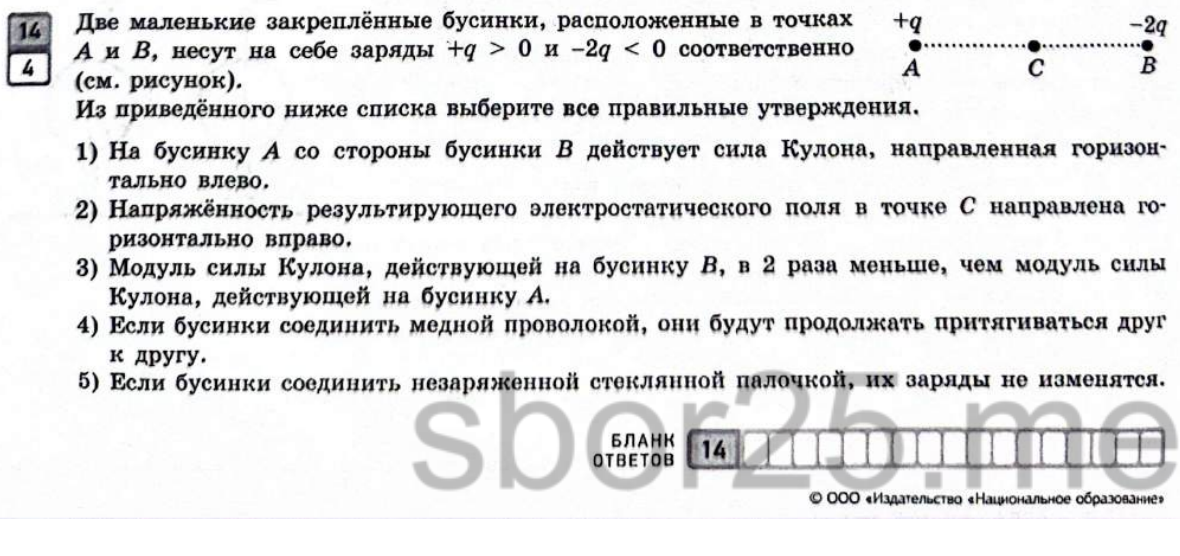 14
4
Две маленькие закреплённые бусинки, расположенные в точках
A и B, несут на себе заряды +q > 0 и −2q < 0 соответственно
(см. рисунок).
+q −2q
A C B
Из приведённого ниже списка выберите все правильные утверждения.
1) На бусинку A со стороны бусинки B действует сила Кулона, направленная горизон-
тально влево.
2) Напряжённость результирующего электростатического поля в точке C направлена го-
ризонтально вправо.
3) Модуль силы Кулона, действующей на бусинку B, в 2 раза меньше, чем модуль силы
Кулона, действующей на бусинку A.
4) Если бусинки соединить медной проволокой, они будут продолжать притягиваться друг
к другу.
5) Если бусинки соединить незаряженной стеклянной палочкой, их заряды не изменятся.
sbor25.me
БЛАНК
ОТВЕТОВ
14
© ООО «Издательство «Национальное образование»